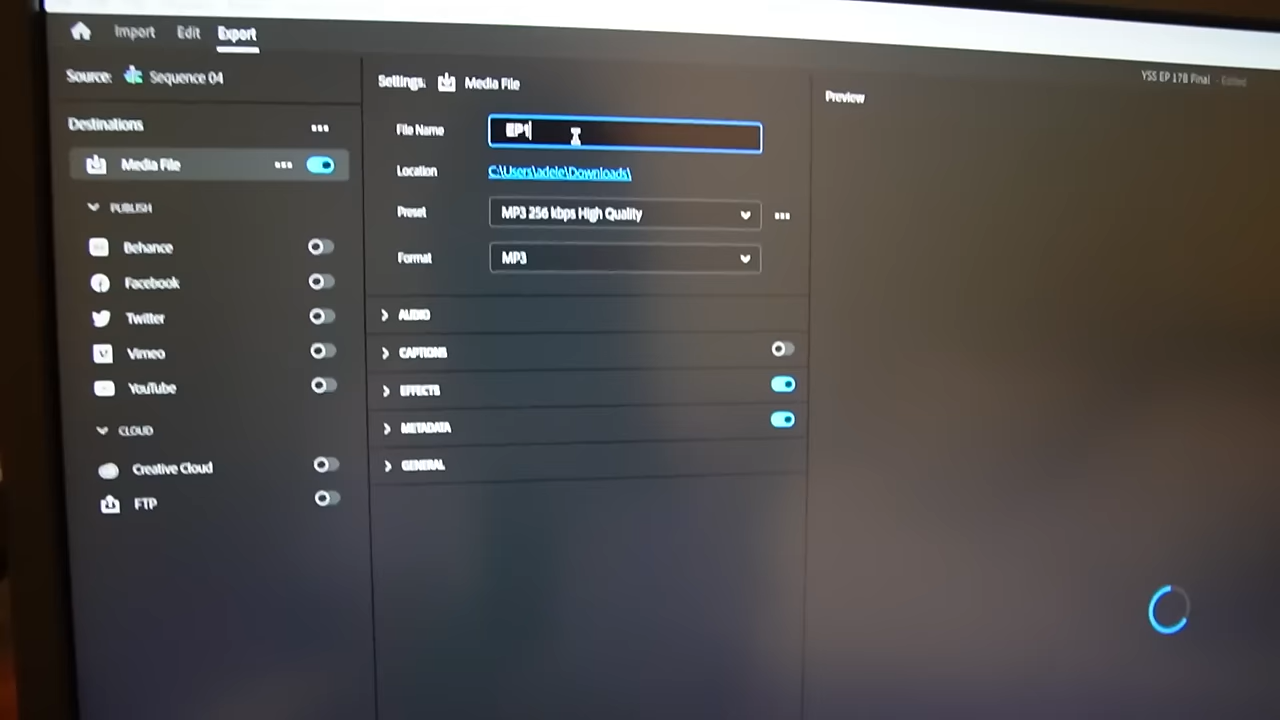 Import Edit Export
Source: Sequence 04
Settings: Media File
YSS EP 178 Final - Edited
Preview
Destinations
File Name EP1
Media File
Location C:\Users\adele\Downloads\
PUBLISH
Preset MP3 256 kbps High Quality
Behance
Format MP3
Facebook
AUDIO
Twitter
CAPTIONS
Vimeo
EFFECTS
YouTube
METADATA
CLOUD
GENERAL
Creative Cloud
FTP